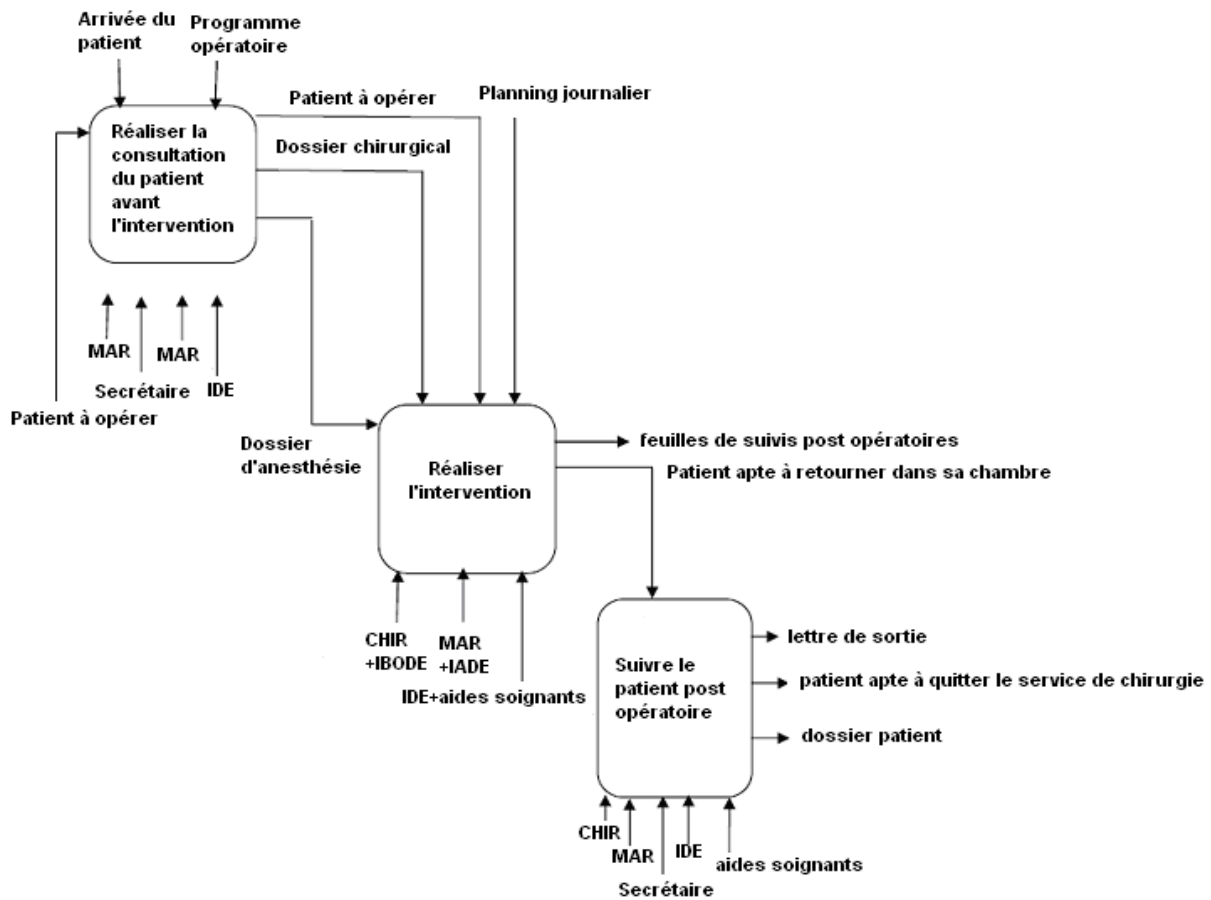 Arrivée du
patient
Programme
opératoire
Patient à opérer
Planning journalier
Réaliser la
consultation
du patient
avant
l'intervention
Dossier chirurgical
MAR
MAR
Secrétaire
IDE
Patient à opérer
Dossier
d'anesthésie
Réaliser
l'intervention
feuilles de suivis post opératoires
Patient apte à retourner dans sa chambre
CHIR
+IBODE
MAR
+IADE
IDE+aides soignants
Suivre le
patient post
opératoire
lettre de sortie
patient apte à quitter le service de chirurgie
dossier patient
CHIR
MAR
IDE
aides soignants
Secrétaire